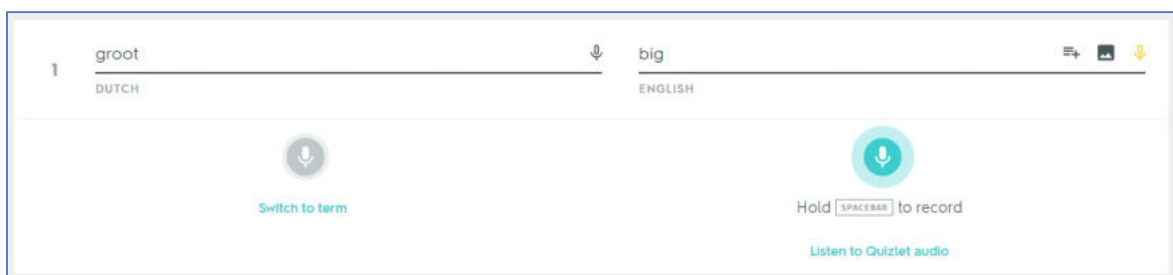 1
groot
big
DUTCH
ENGLISH
Switch to term
Hold SPACEBAR to record
Listen to Quizlet audio